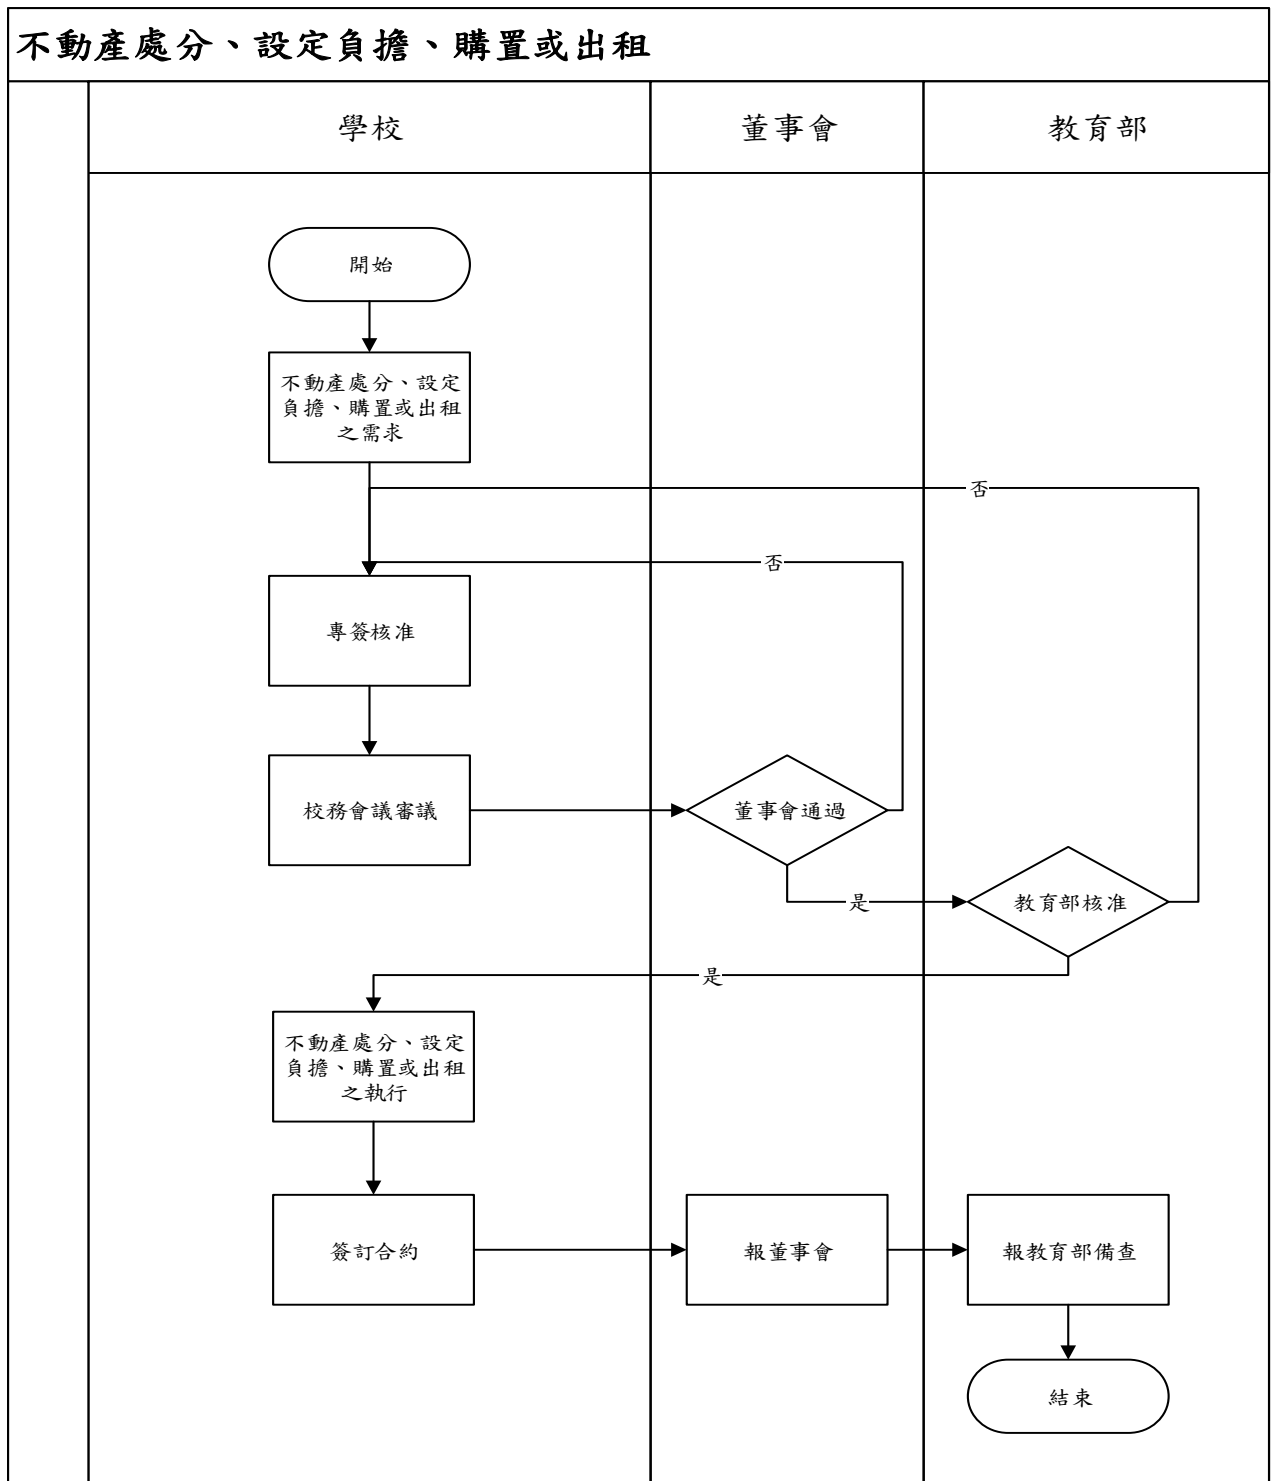 不動產處分、設定負擔、購置或出租
學校
董事會
教育部
開始
不動產處分、設定
負擔、購置或出租
之需求
否
否
專簽核准
校務會議審議
董事會通過
是
教育部核准
是
不動產處分、設定
負擔、購置或出租
之執行
簽訂合約
報董事會
報教育部備查
結束